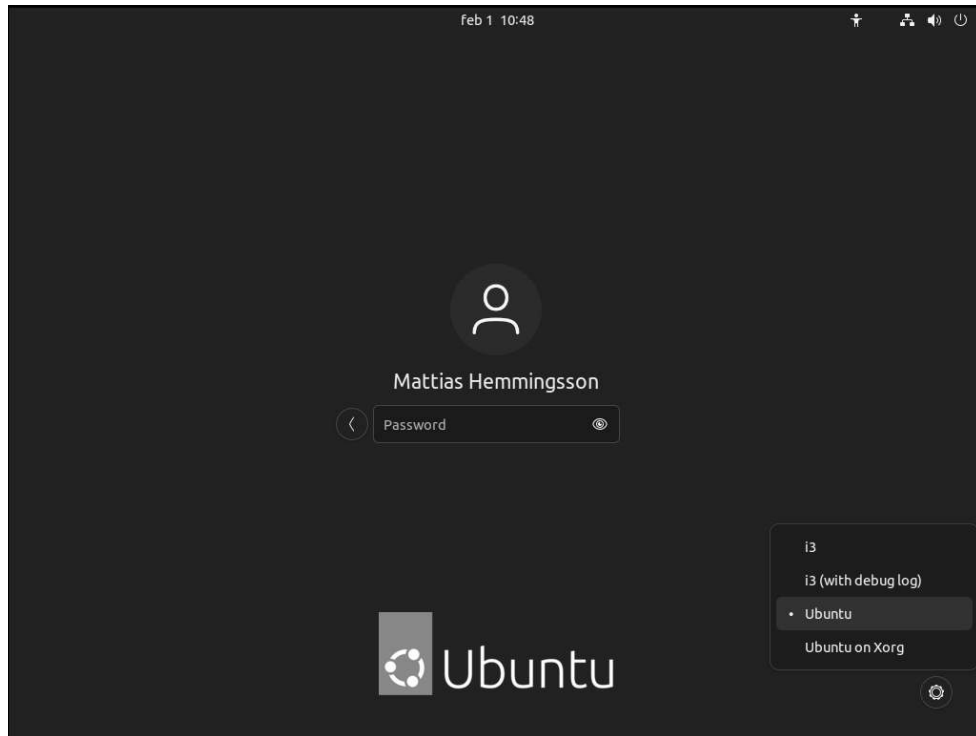 feb 1 10:48
Mattias Hemmingsson
Password
i3
i3 (with debug log)
Ubuntu
Ubuntu on Xorg
Ubuntu